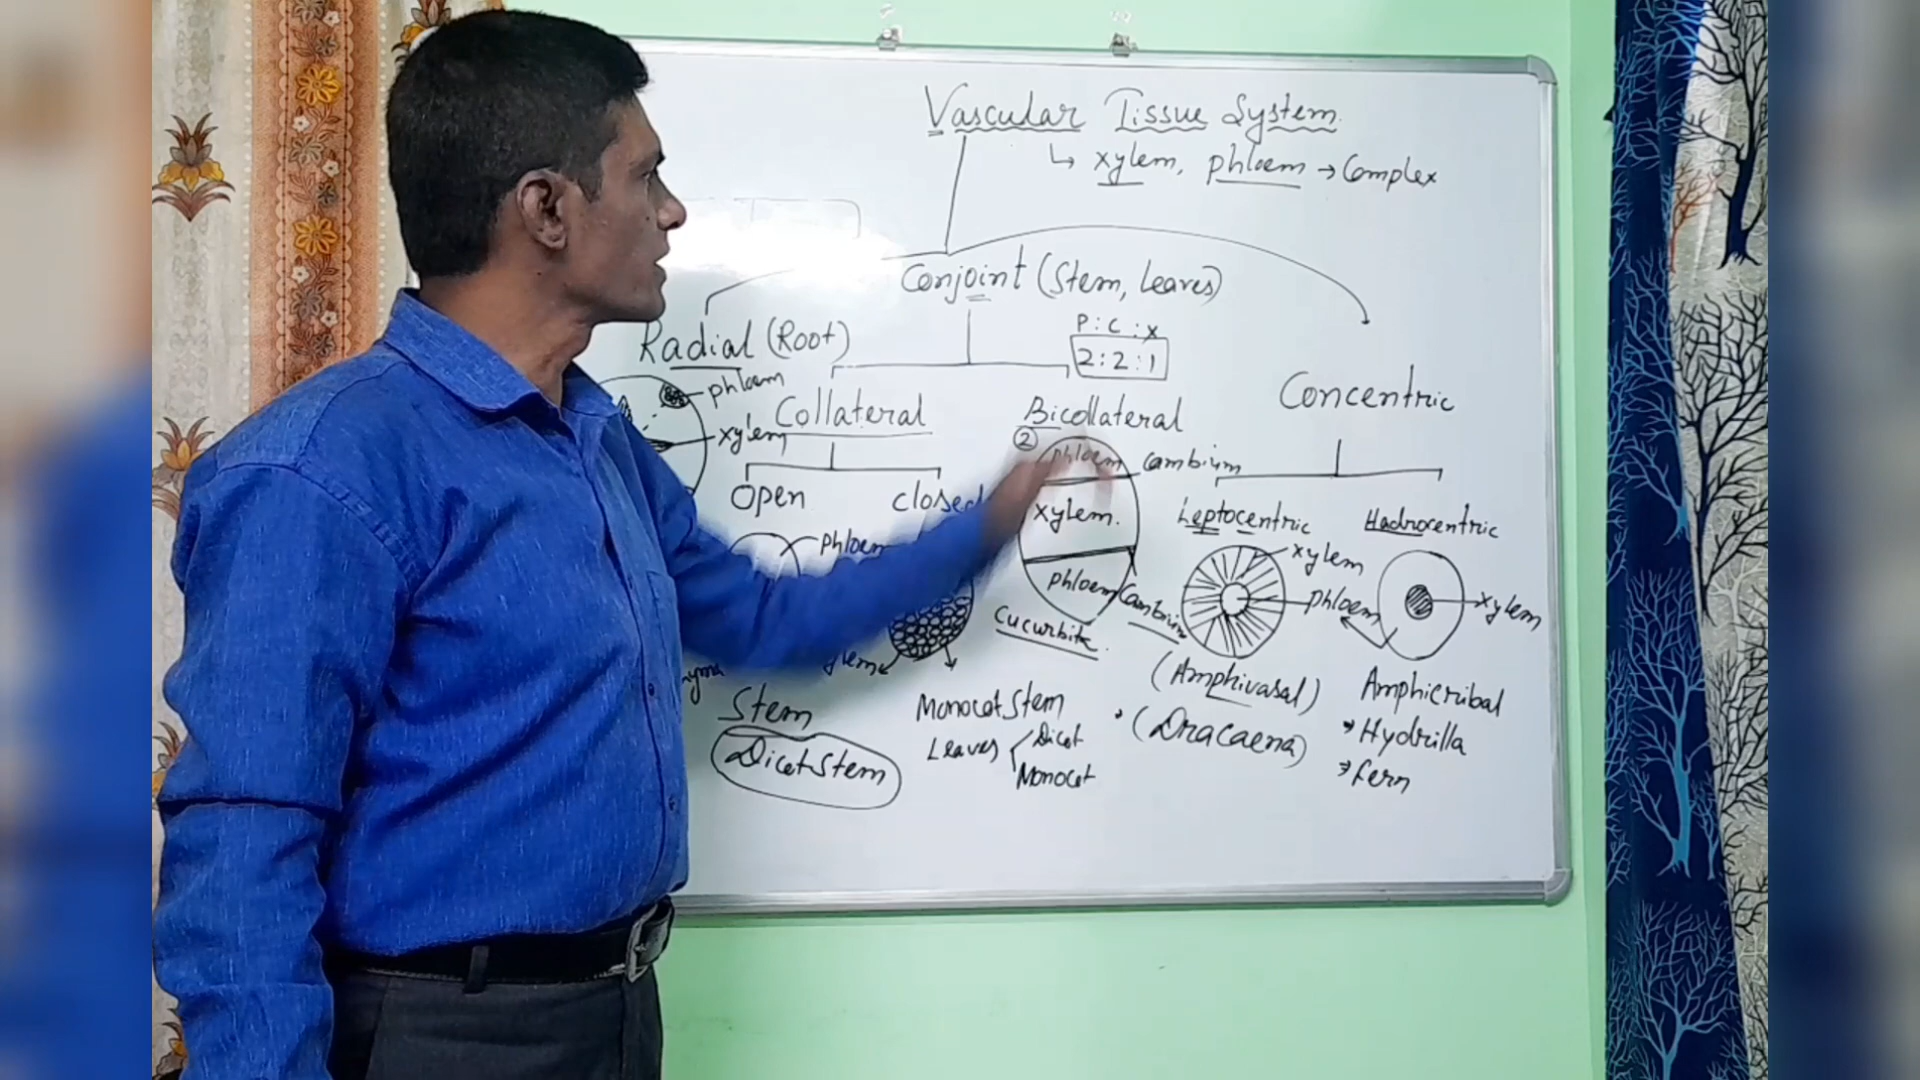 Vascular Tissue System
↳ xylem, phloem → Complex
Conjoint (Stem, Leaves)
Radial (Root)
phloem
xylem
P : C : X
2 : 2 : 1
Collateral
Open
closed
phloem
Stem
Dicot Stem
Monocot Stem
Leaves
Dicot
Monocot
Bicollateral
②
phloem
cambium
xylem.
phloem
Cambium
Cucurbita.
Concentric
Leptocentric
xylem
phloem
(Amphivasal)
(Dracaena)
Hadrocentric
xylem
Amphicribal
Hydrilla
fern